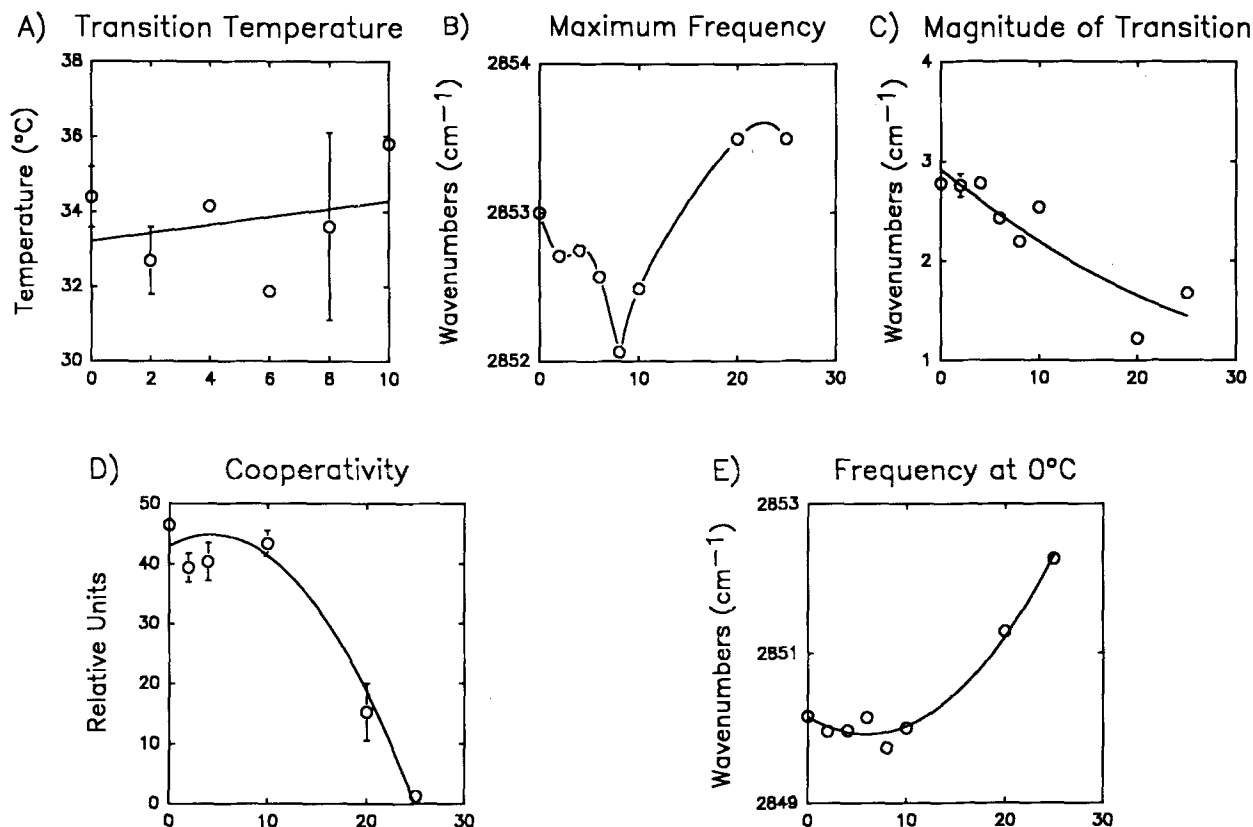 A) Transition Temperature
Temperature (°C)
38
36
34
32
30
0 2 4 6 8 10
B) Maximum Frequency
Wavenumbers (cm−1)
2854
2853
2852
0 10 20 30
C) Magnitude of Transition
Wavenumbers (cm−1)
4
3
2
1
0 10 20 30
D) Cooperativity
Relative Units
50
40
30
20
10
0
0 10 20 30
E) Frequency at 0°C
Wavenumbers (cm−1)
2853
2851
2849
0 10 20 30